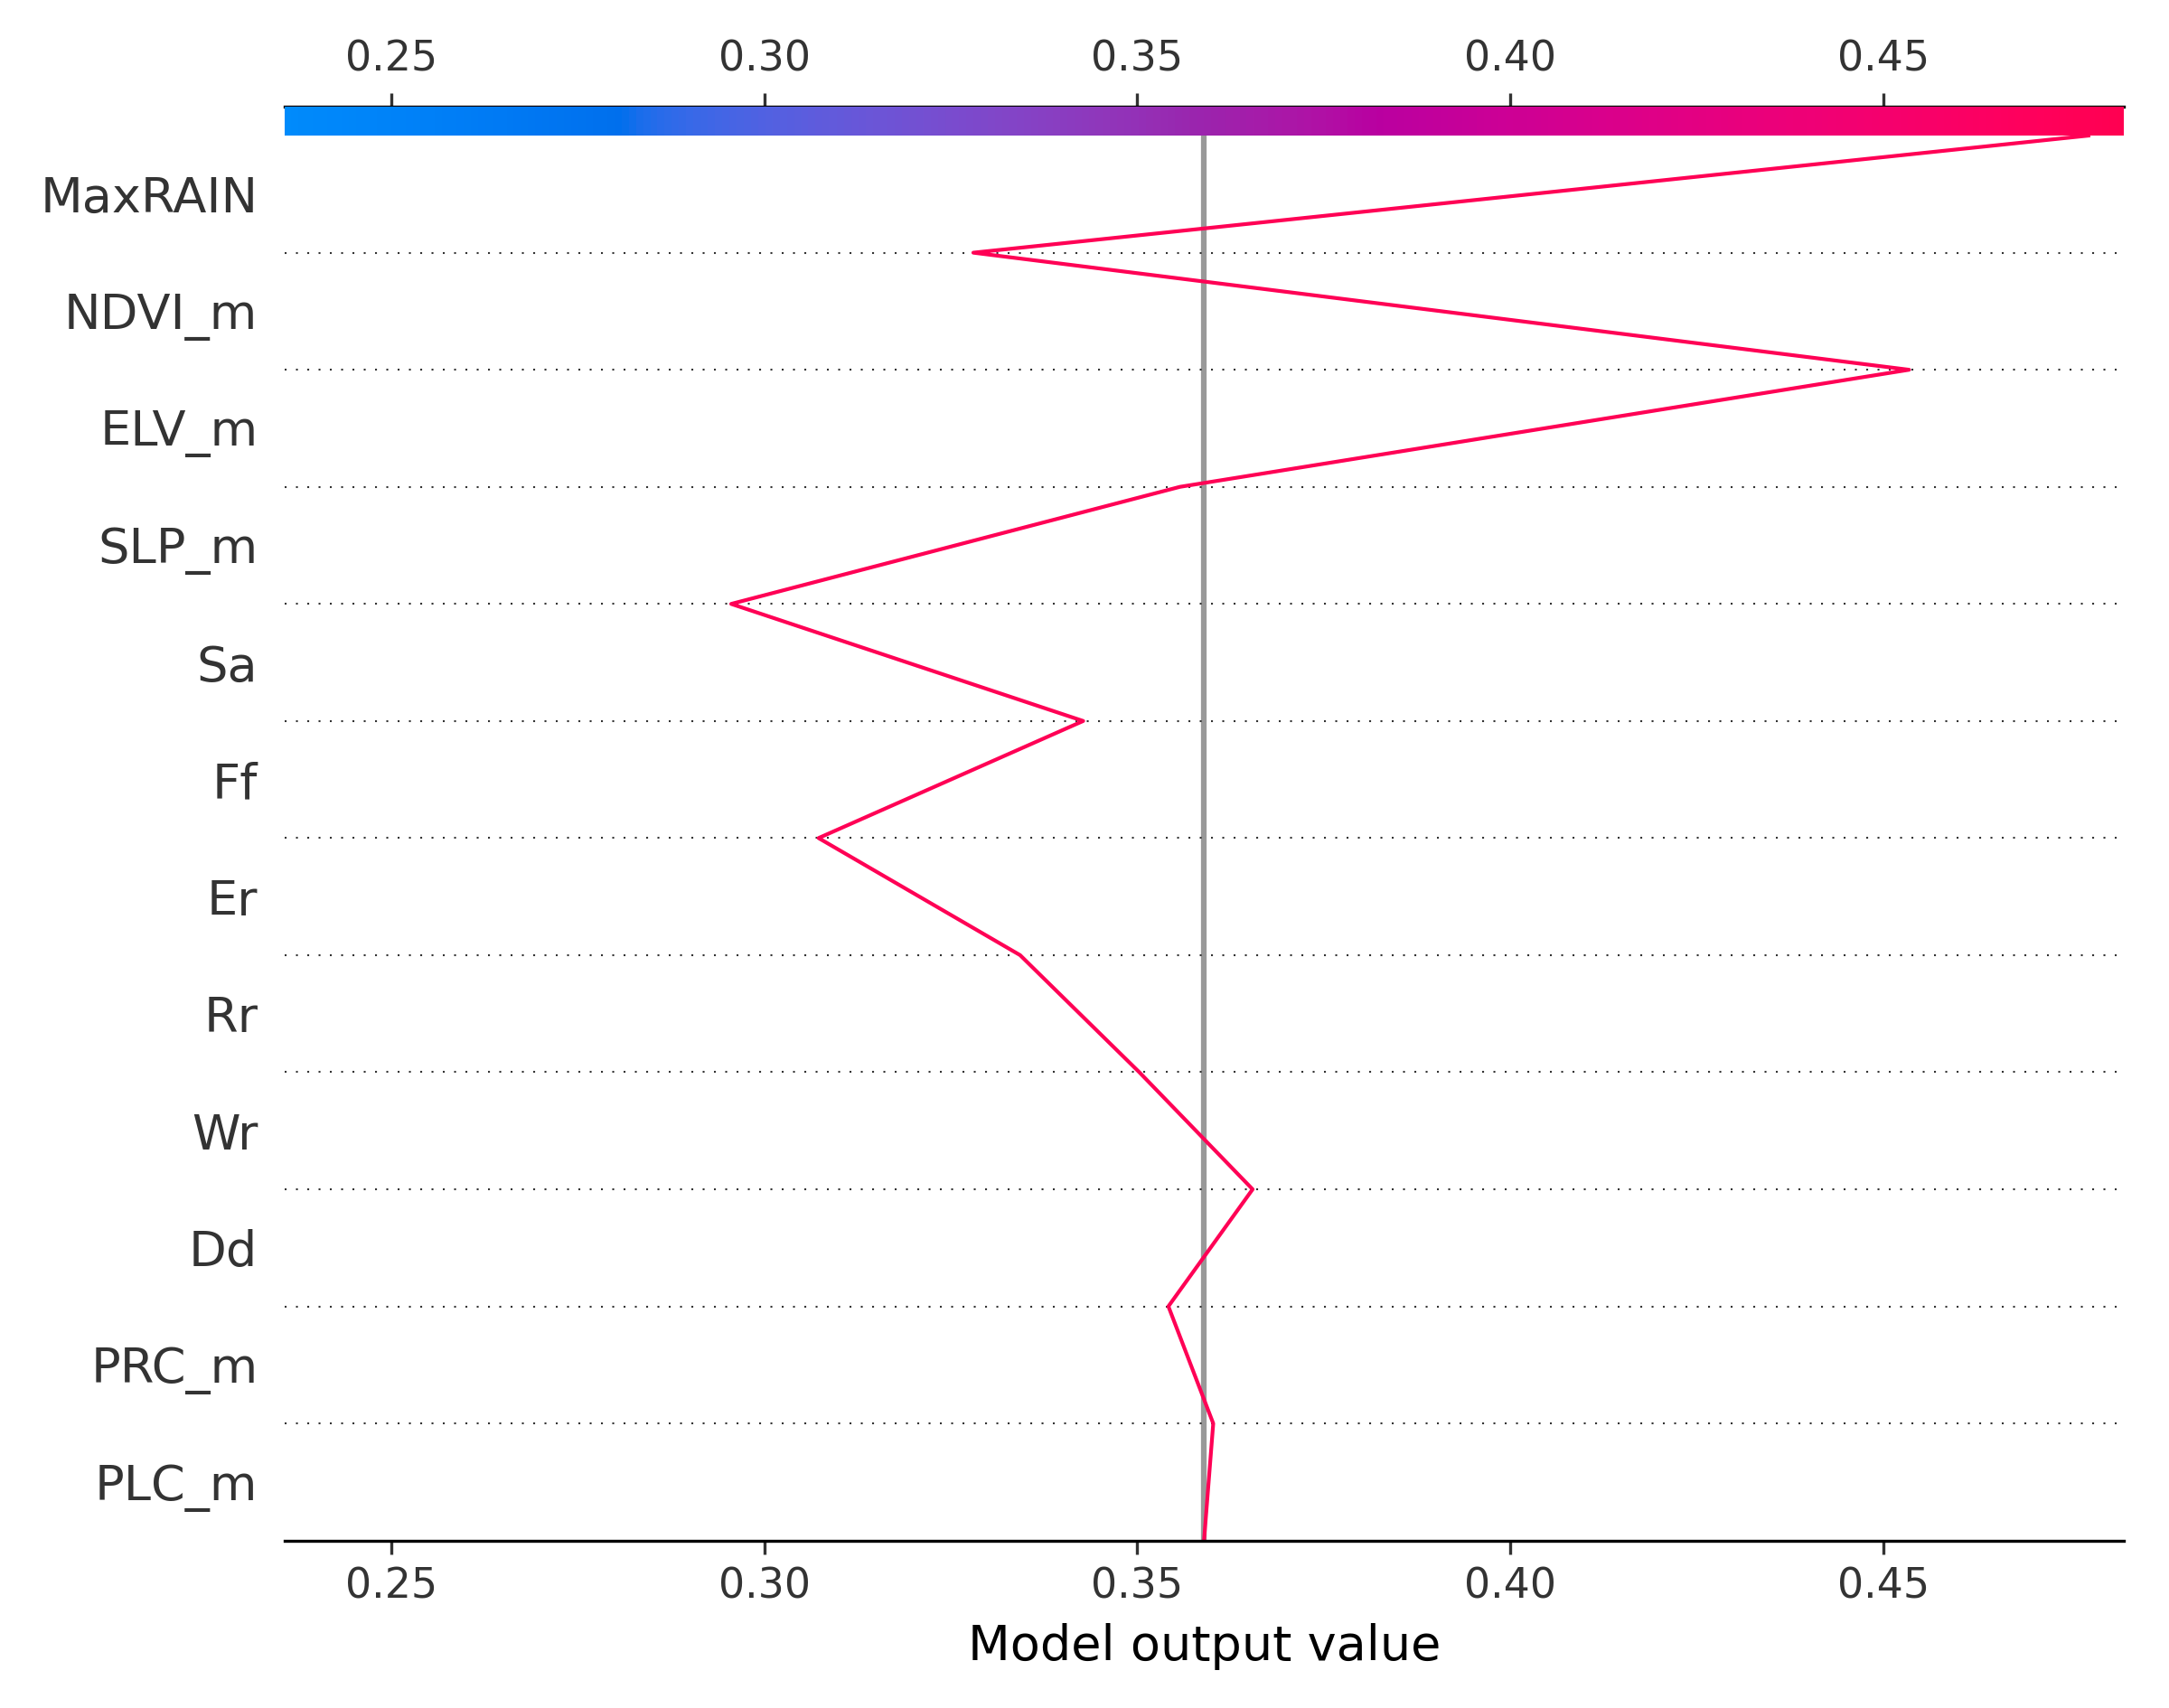 0.25 0.30 0.35 0.40 0.45
MaxRAIN
NDVI_m
ELV_m
SLP_m
Sa
Ff
Er
Rr
Wr
Dd
PRC_m
PLC_m
0.25 0.30 0.35 0.40 0.45
Model output value